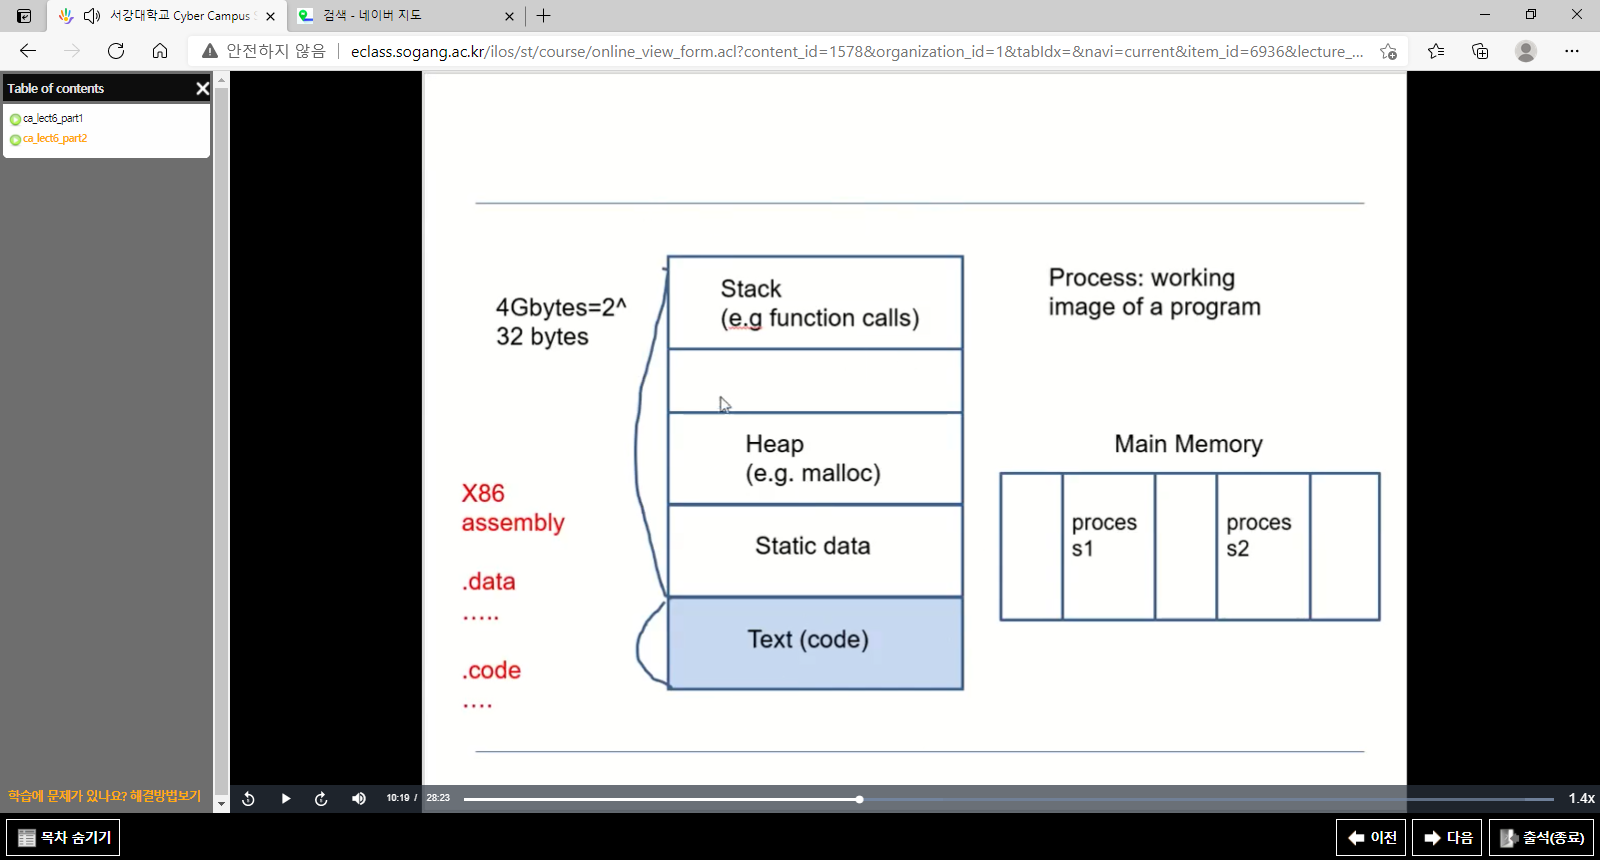 서강대학교 Cyber Campus
검색 - 네이버 지도
안전하지 않음
eclass.sogang.ac.kr/ilos/st/course/online_view_form.acl?content_id=1578&organization_id=1&tabIdx=&navi=current&item_id=6936&lecture_...
Table of contents
ca_lect6_part1
ca_lect6_part2
4Gbytes=2^
32 bytes
Stack
(e.g function calls)
Heap
(e.g. malloc)
Static data
Text (code)
Process: working
image of a program
Main Memory
proces
s1
proces
s2
X86
assembly
.data
.....
.code
....
학습에 문제가 있나요? 해결방법보기
10:19 / 28:23
1.4x
목차 숨기기
이전
다음
출석(종료)